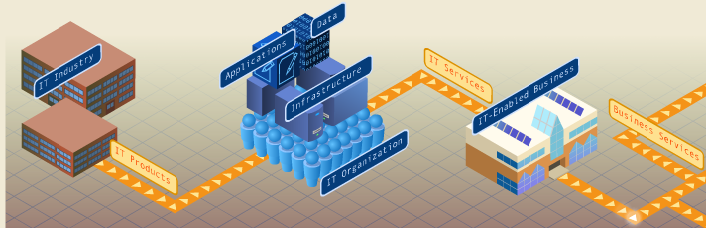 IT Industry
IT Products
Data
Applications
Infrastructure
IT Organization
IT Services
IT-Enabled Business
Business Services